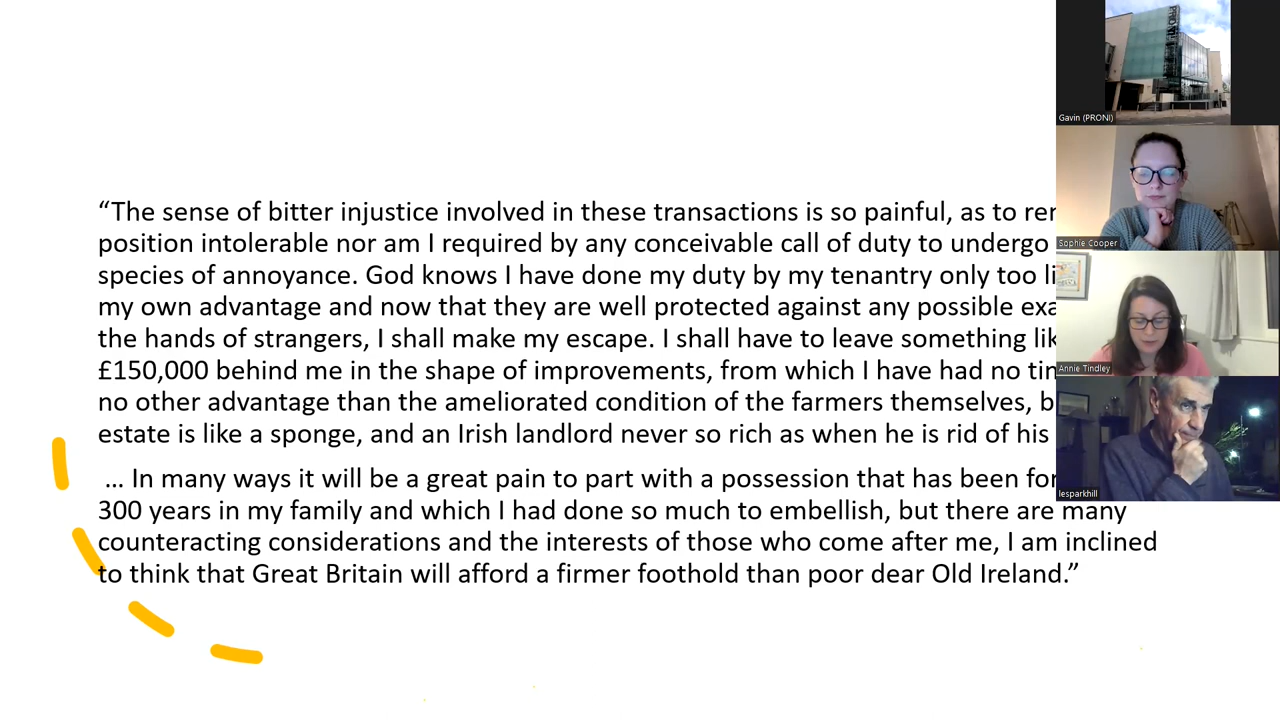 “The sense of bitter injustice involved in these transactions is so painful, as to
position intolerable nor am I required by any conceivable call of duty to undergo
species of annoyance. God knows I have done my duty by my tenantry only too
my own advantage and now that they are well protected against any possible
the hands of strangers, I shall make my escape. I shall have to leave something
£150,000 behind me in the shape of improvements, from which I have had no
no other advantage than the ameliorated condition of the farmers themselves,
estate is like a sponge, and an Irish landlord never so rich as when he is rid of his
… In many ways it will be a great pain to part with a possession that has been
300 years in my family and which I had done so much to embellish, but there are many
counteracting considerations and the interests of those who come after me, I am inclined
to think that Great Britain will afford a firmer foothold than poor dear Old Ireland.”
Gavin (PRONI)
Sophie Cooper
Annie Tindley
lesparkhill